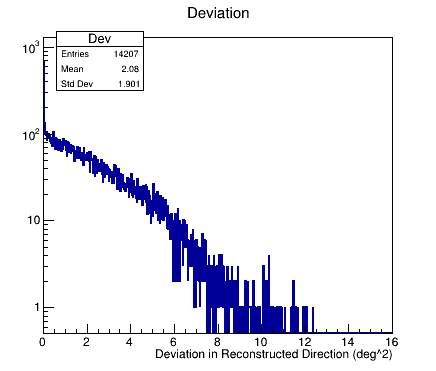 Deviation
Dev
Entries 14207
Mean 2.08
Std Dev 1.901
10^3
10^2
10
1
0 2 4 6 8 10 12 14 16
Deviation in Reconstructed Direction (deg^2)